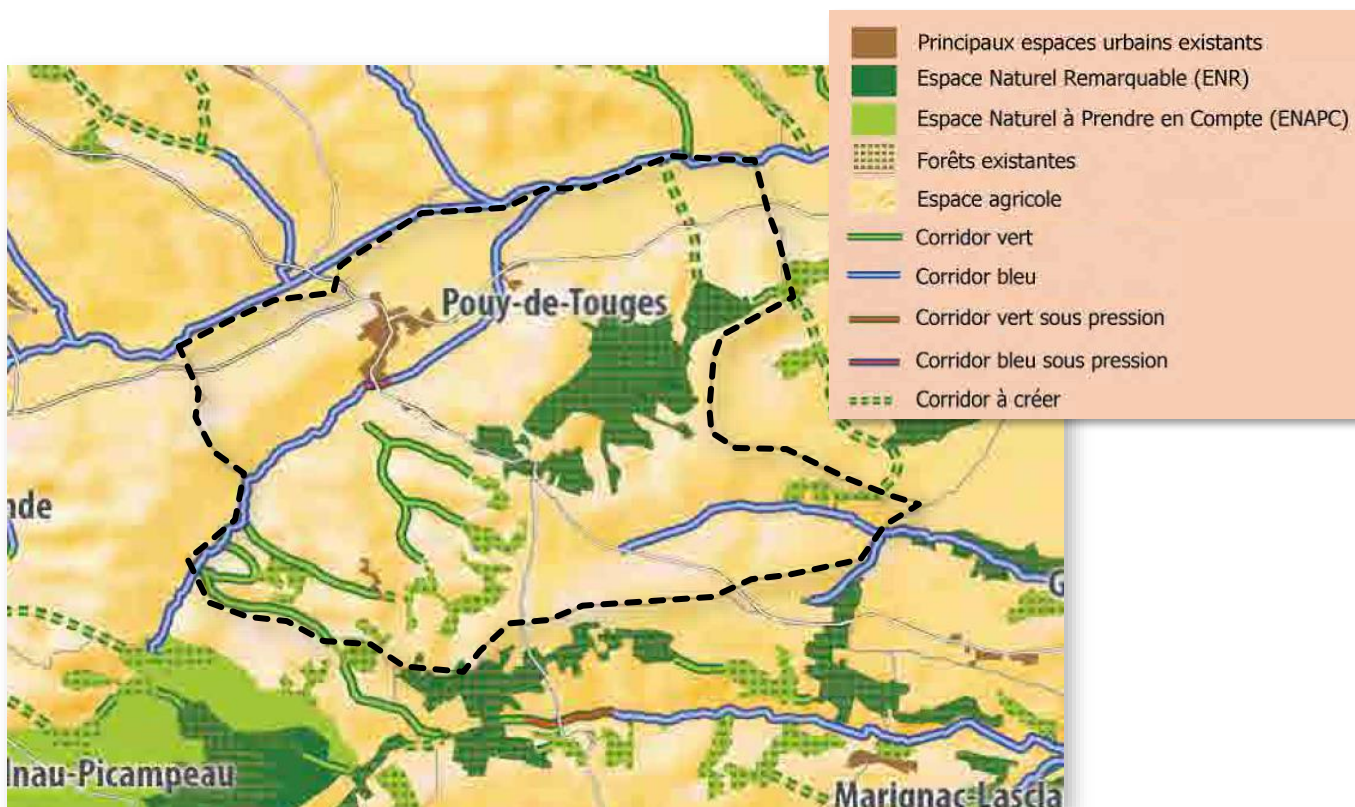 Principaux espaces urbains existants
Espace Naturel Remarquable (ENR)
Espace Naturel à Prendre en Compte (ENAPC)
Forêts existantes
Espace agricole
Corridor vert
Corridor bleu
Corridor vert sous pression
Corridor bleu sous pression
Corridor à créer
Pouy-de-Touges
nde
G
lnau-Picampeau
Marignac-Lascla